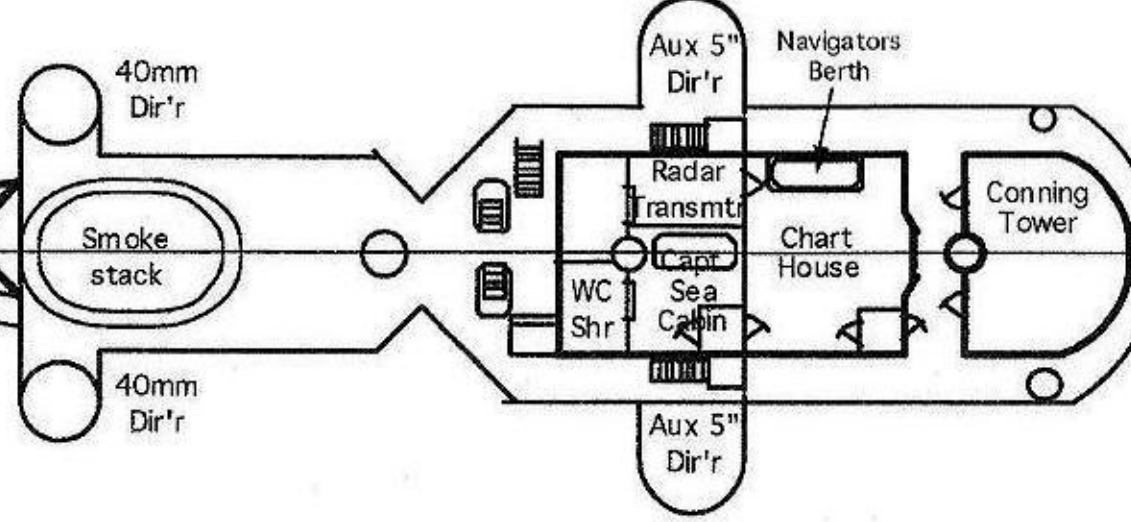 40mm
Dir'r
Aux 5"
Dir'r
Navigators
Berth
Radar
Transmtr
Conning
Tower
Smoke
stack
Chart
House
Capt
Sea
Cabin
WC
Shr
40mm
Dir'r
Aux 5"
Dir'r